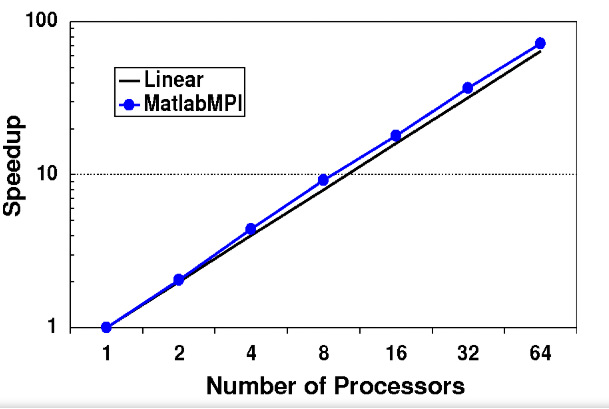 100
Linear
MatlabMPI
Speedup
10
1
1 2 4 8 16 32 64
Number of Processors